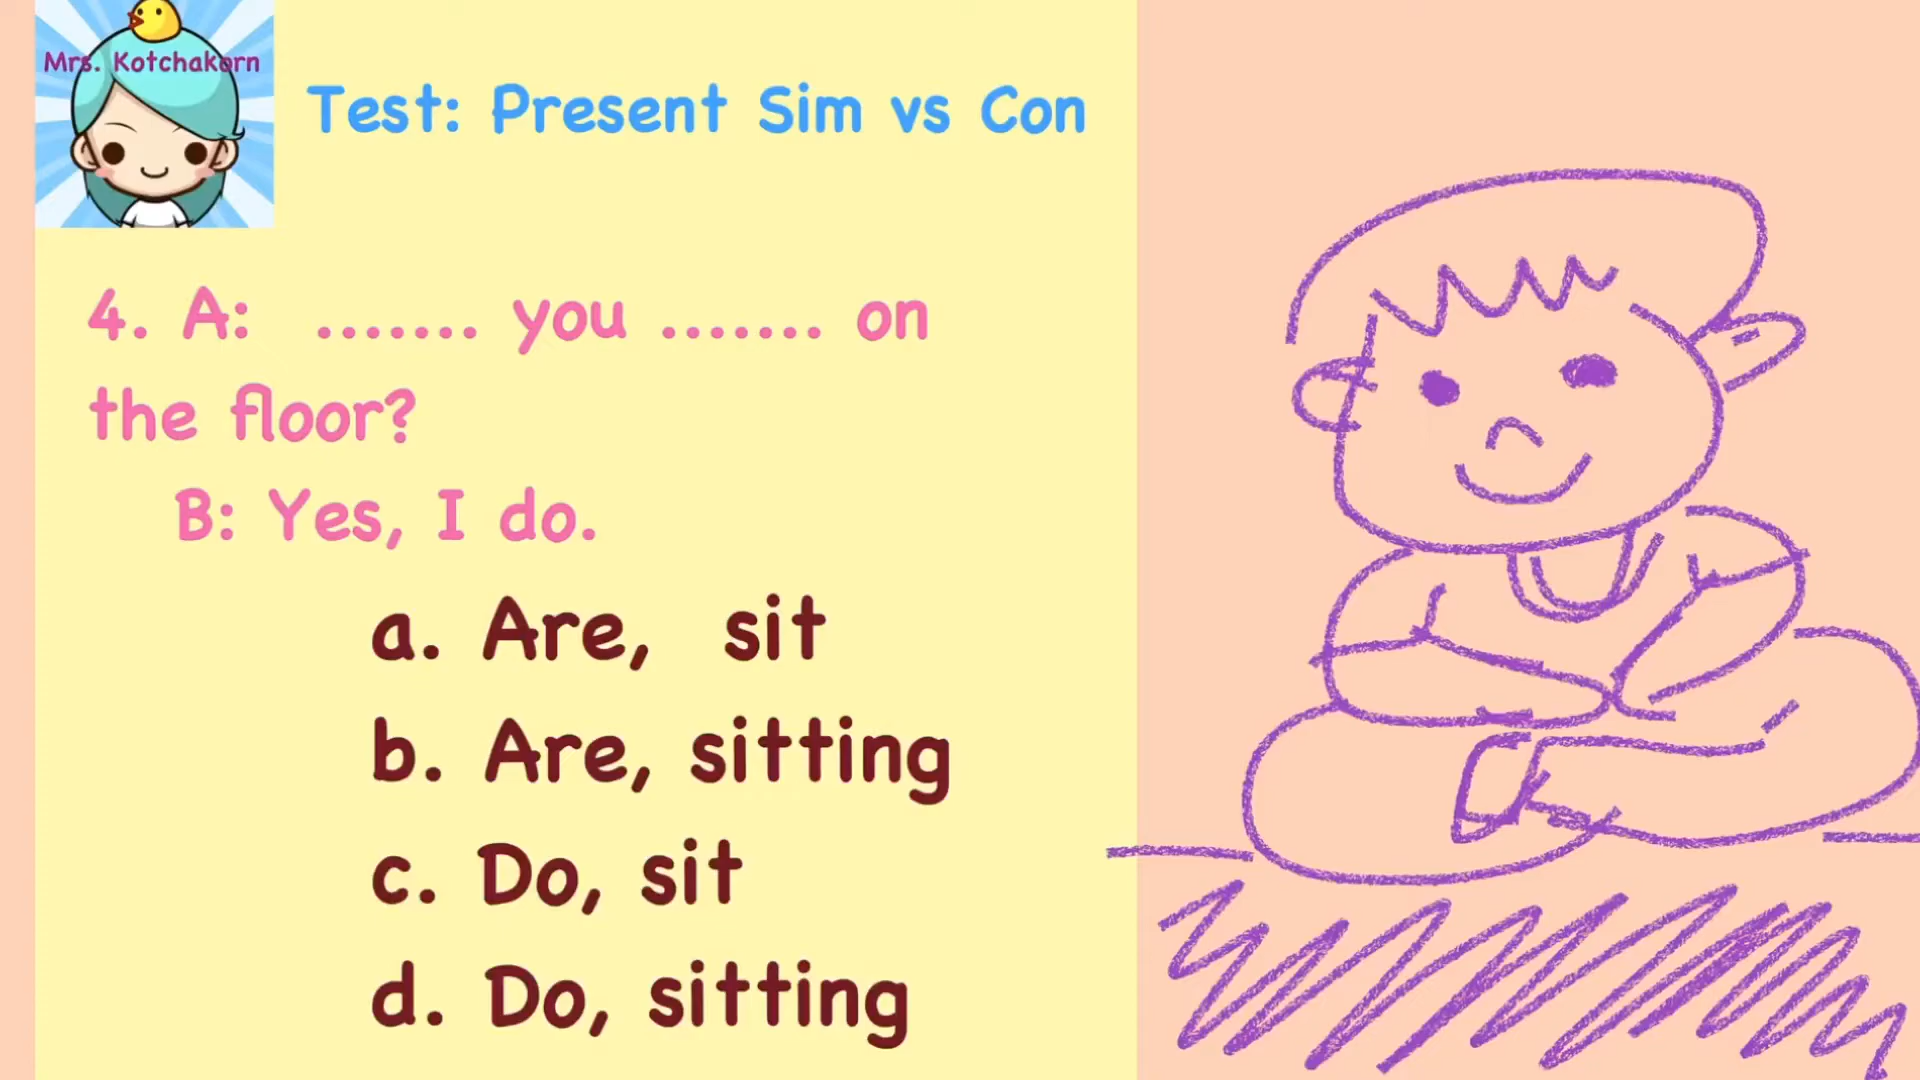 Mrs. Kotchakorn
Test: Present Sim vs Con
4. A: ....... you ....... on
the floor?
B: Yes, I do.
a. Are, sit
b. Are, sitting
c. Do, sit
d. Do, sitting